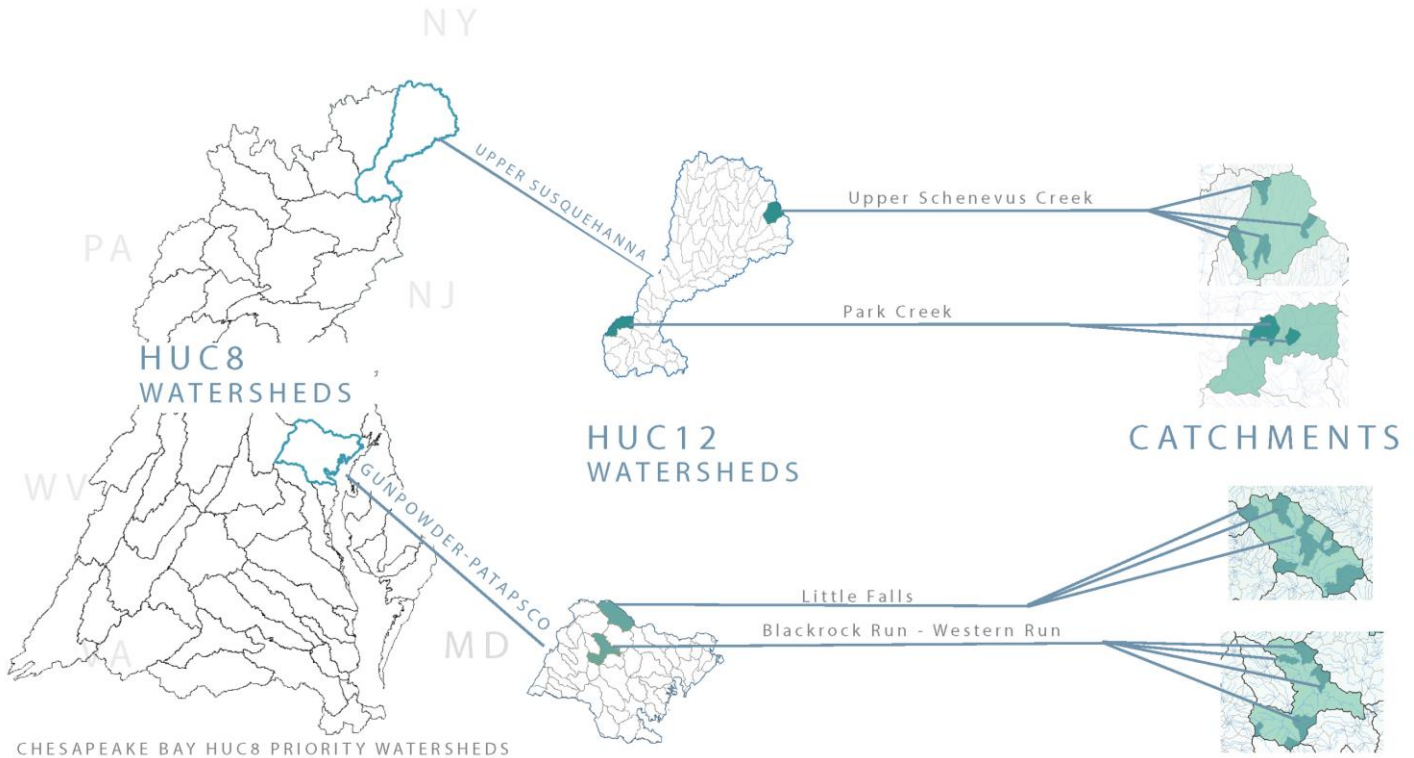 NY
UPPER SUSQUEHANNA
Upper Schenevus Creek
PA
NJ
Park Creek
HUC8
WATERSHEDS
HUC12
WATERSHEDS
CATCHMENTS
WV
GUNPOWDER-PATAPSCO
Little Falls
Blackrock Run - Western Run
VA
MD
CHESAPEAKE BAY HUC8 PRIORITY WATERSHEDS